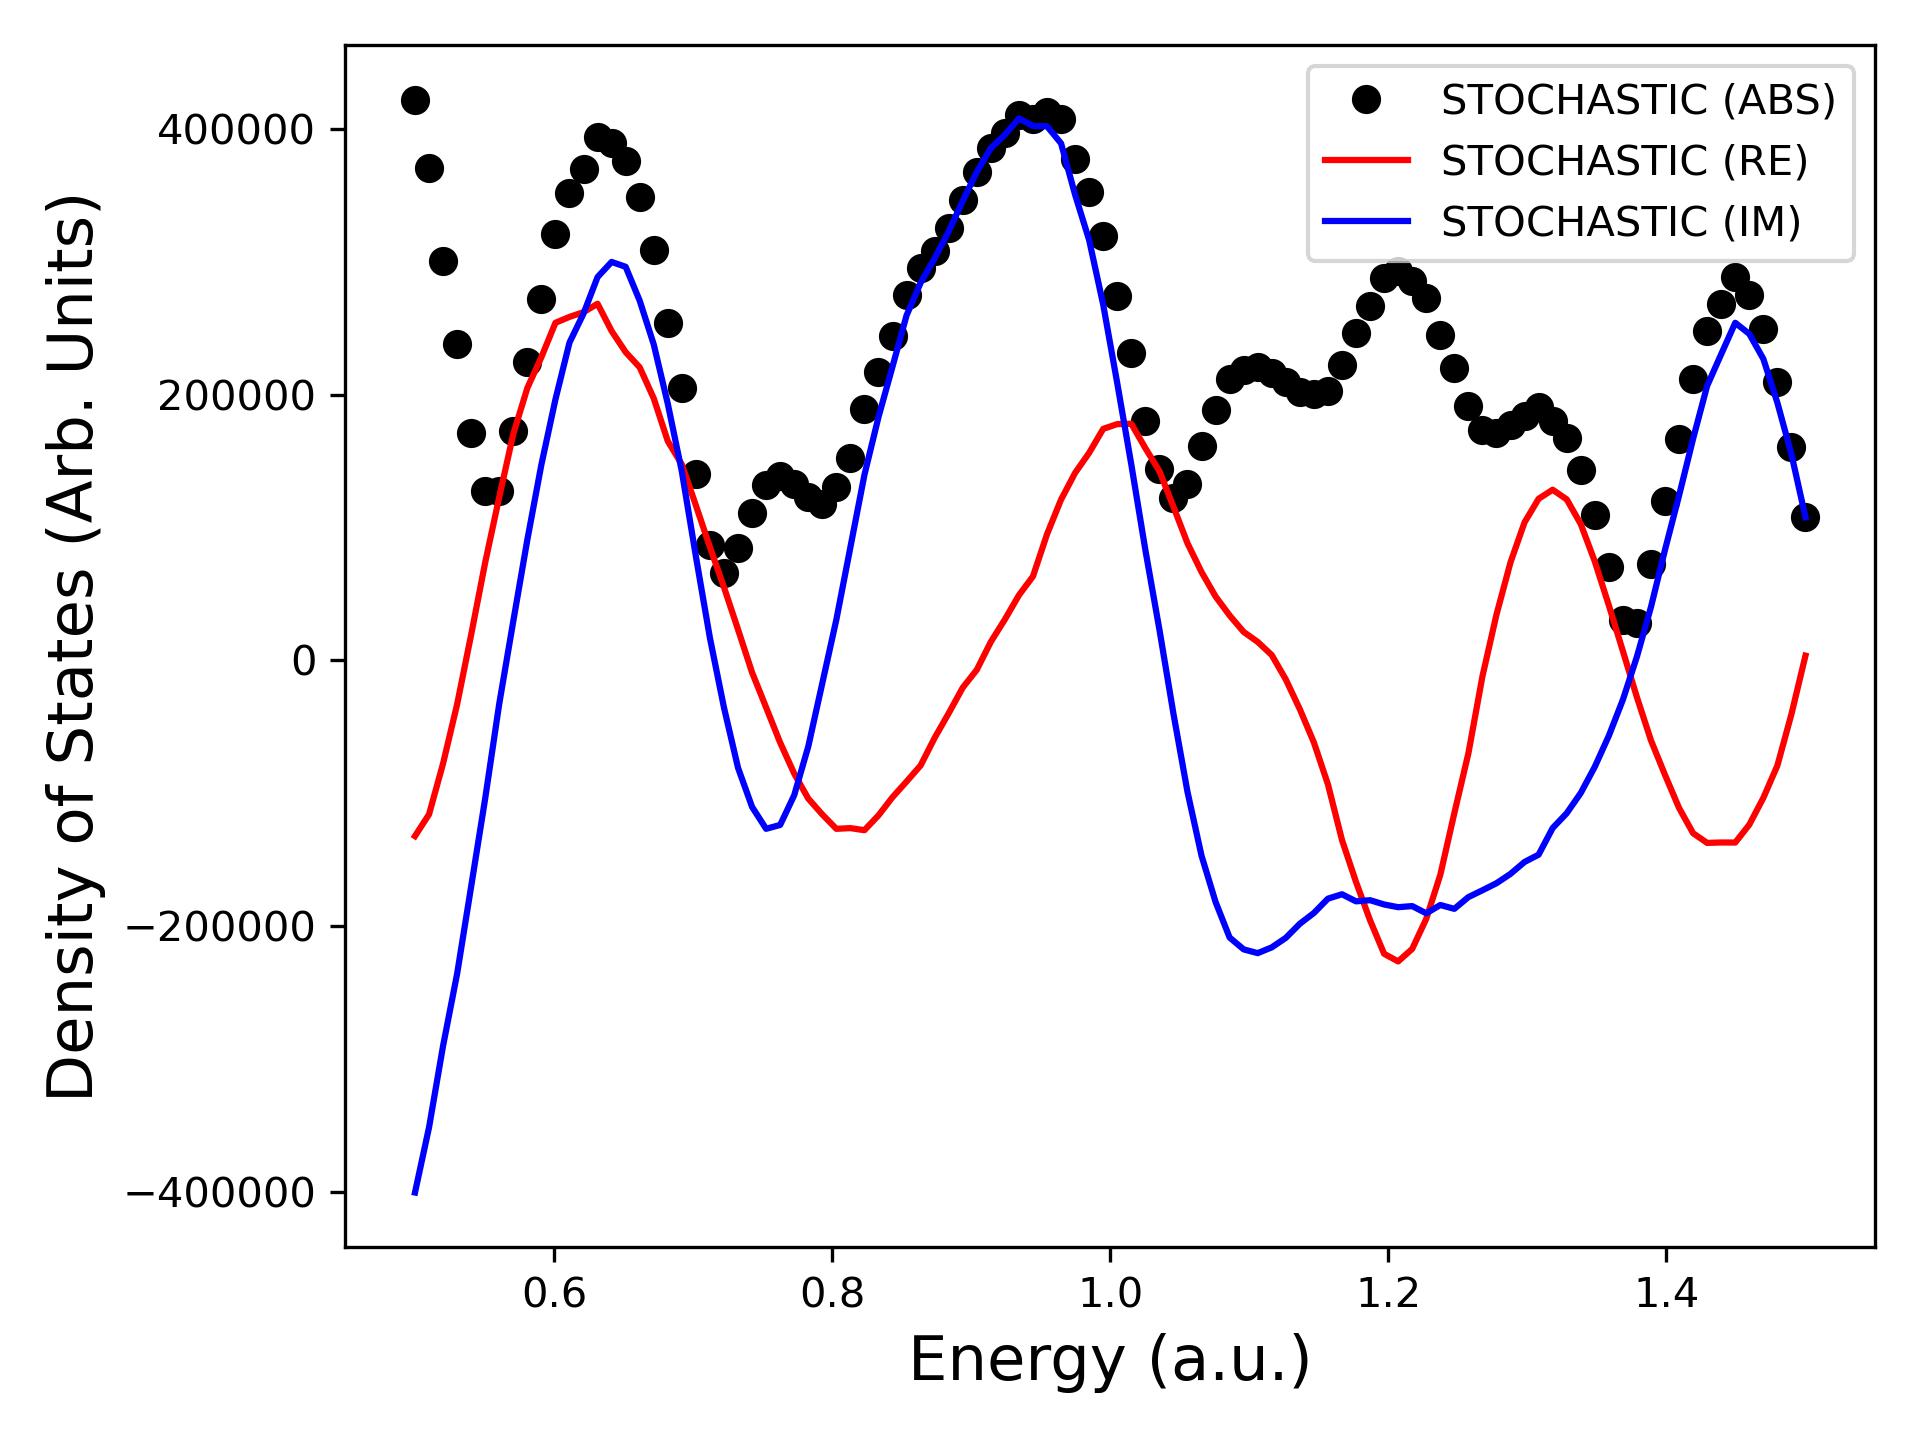 STOCHASTIC (ABS)
STOCHASTIC (RE)
STOCHASTIC (IM)
Density of States (Arb. Units)
400000
200000
0
−200000
−400000
0.6 0.8 1.0 1.2 1.4
Energy (a.u.)